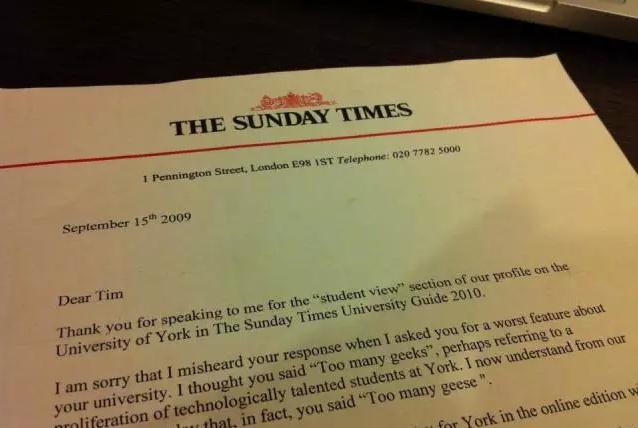 THE SUNDAY TIMES
1 Pennington Street, London E98 1ST Telephone: 020 7782 5000
September 15th 2009
Dear Tim
Thank you for speaking to me for the “student view” section of our profile on the
University of York in The Sunday Times University Guide 2010.
I am sorry that I misheard your response when I asked you for a worst feature about
your university. I thought you said “Too many geeks”, perhaps referring to a
proliferation of technologically talented students at York. I now understand from our
that, in fact, you said “Too many geese ”.
for York in the online edition